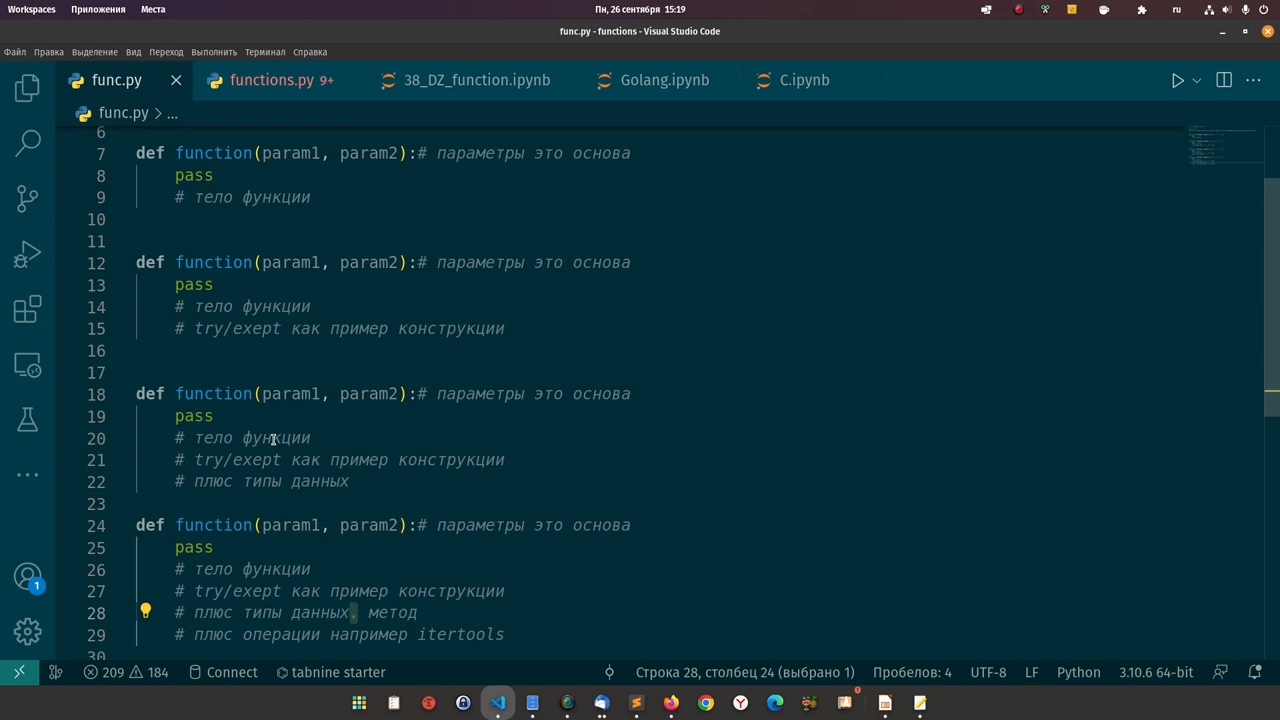 Workspaces Приложения Места Пн, 26 сентября 15:19 ru
func.py - functions - Visual Studio Code
Файл Правка Выделение Вид Переход Выполнить Терминал Справка
func.py functions.py 9+ 38_DZ_function.ipynb Golang.ipynb C.ipynb
func.py > ...
6
7 def function(param1, param2):# параметры это основа
8 pass
9 # тело функции
10
11
12 def function(param1, param2):# параметры это основа
13 pass
14 # тело функции
15 # try/exept как пример конструкции
16
17
18 def function(param1, param2):# параметры это основа
19 pass
20 # тело функции
21 # try/exept как пример конструкции
22 # плюс типы данных
23
24 def function(param1, param2):# параметры это основа
25 pass
26 # тело функции
27 # try/exept как пример конструкции
28 # плюс типы данных. метод
29 # плюс операции например itertools
30
1
209 184 Connect tabnine starter Строка 28, столбец 24 (выбрано 1) Пробелов: 4 UTF-8 LF Python 3.10.6 64-bit